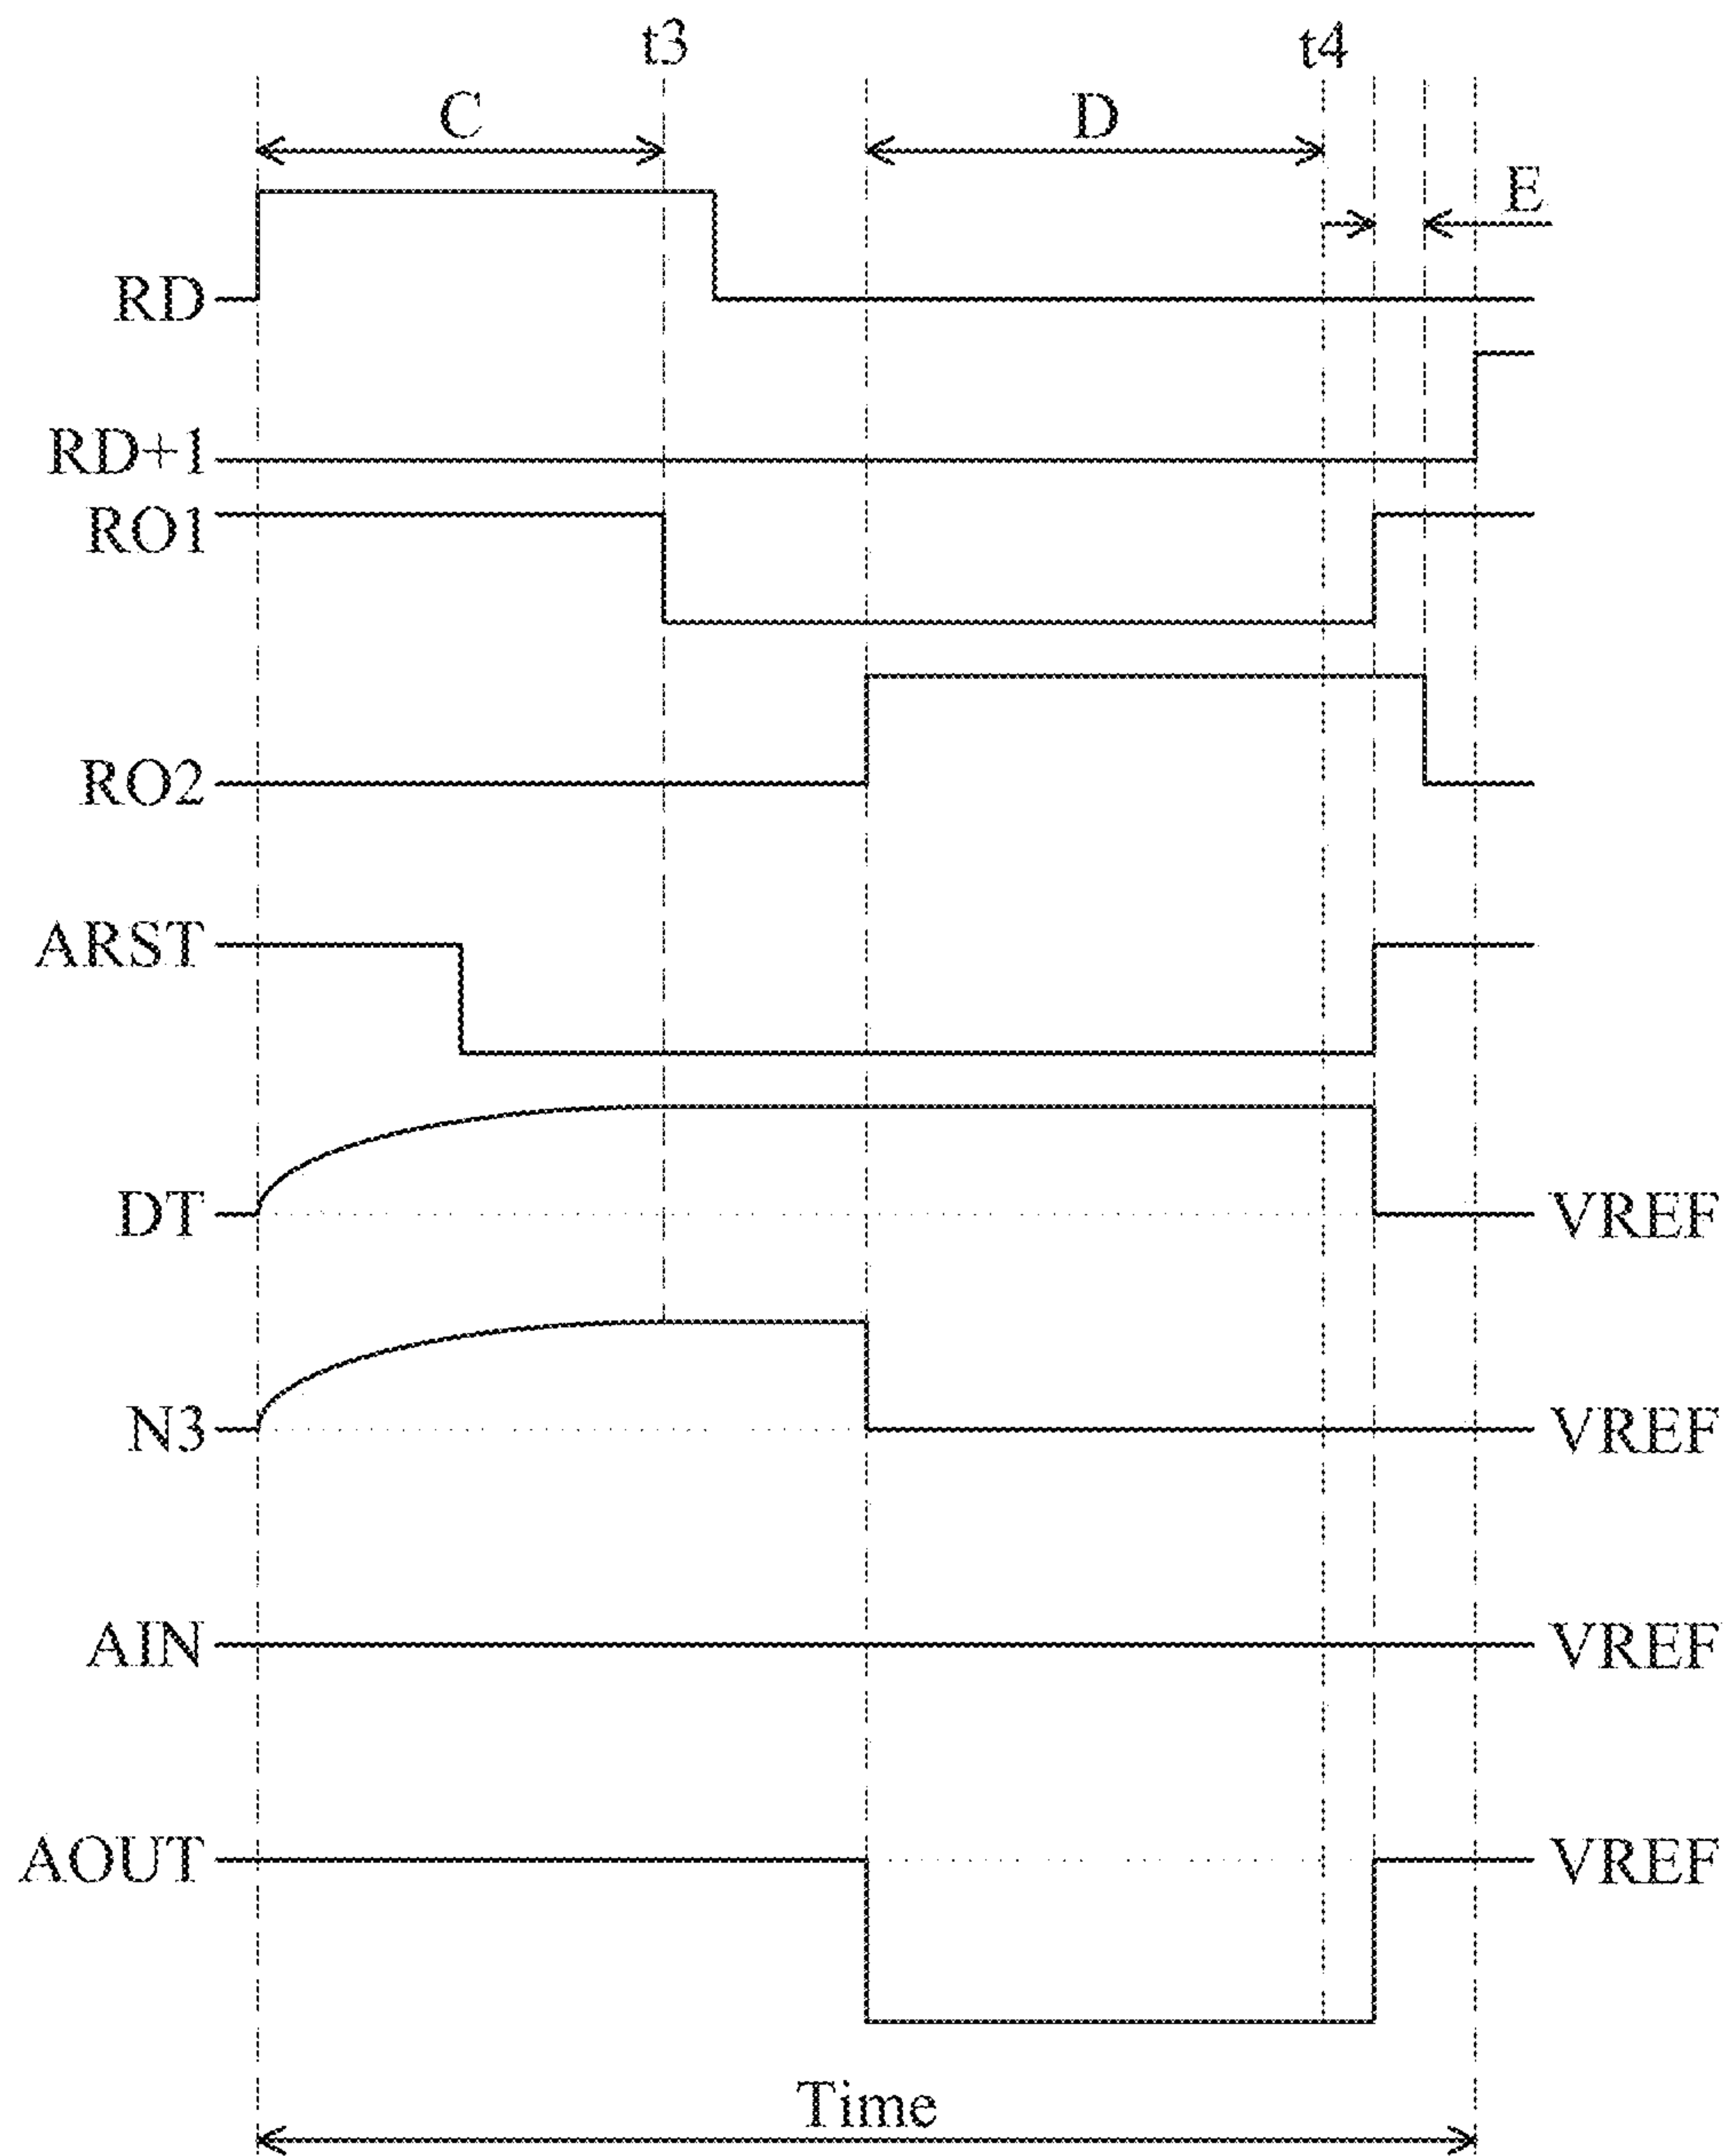 t3
t4
C
D
E
RD
RD+1
RO1
RO2
ARST
DT
VREF
N3
VREF
AIN
VREF
AOUT
VREF
Time